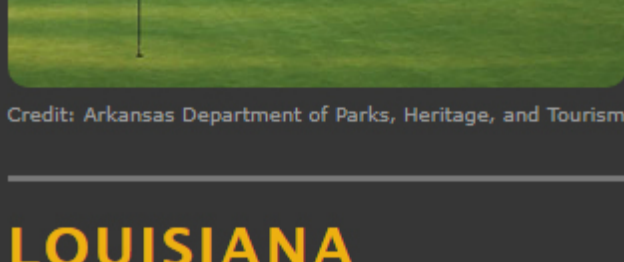 Credit: Arkansas Department of Parks, Heritage, and Tourism
LOUISIANA